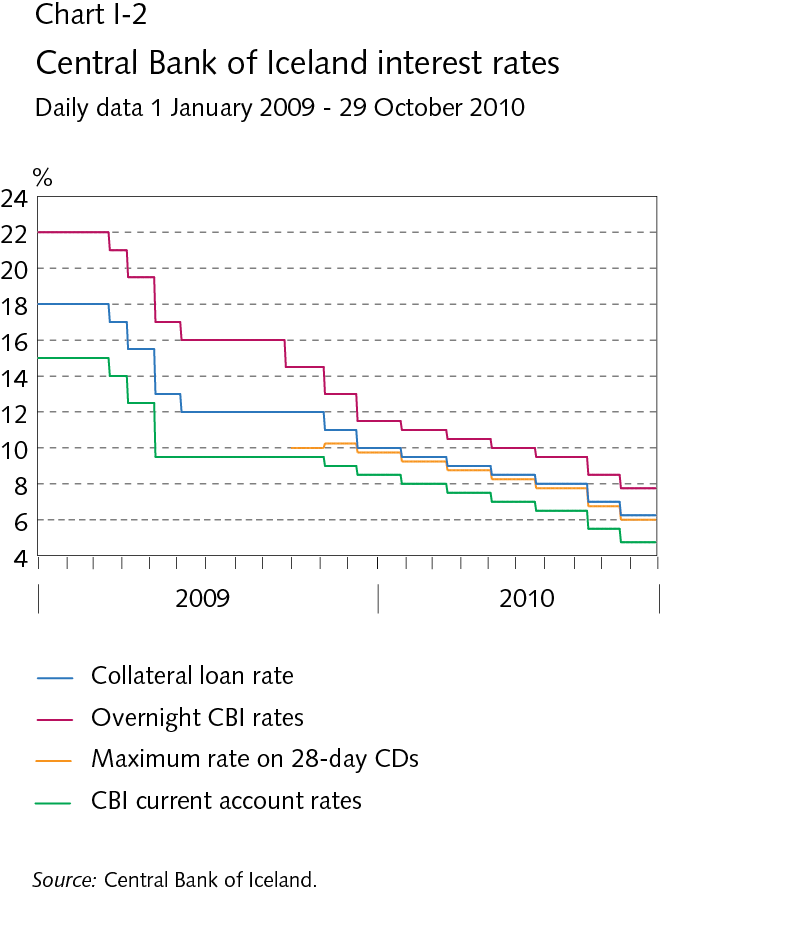 Chart I-2
Central Bank of Iceland interest rates
Daily data 1 January 2009 - 29 October 2010
%
24
22
20
18
16
14
12
10
8
6
4
2009 2010
Collateral loan rate
Overnight CBI rates
Maximum rate on 28-day CDs
CBI current account rates
Source: Central Bank of Iceland.